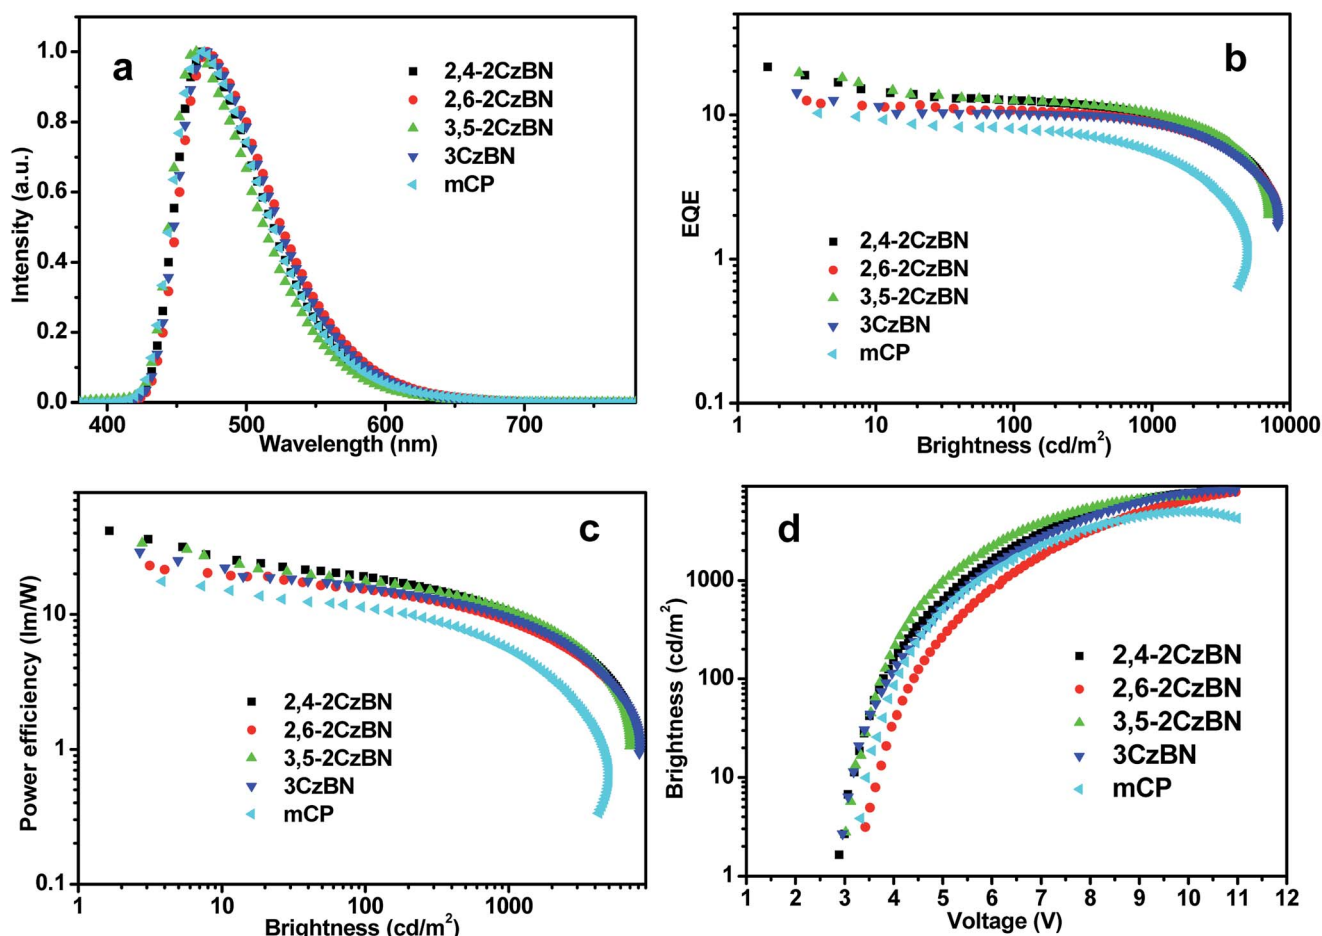 a
1.0
0.8
0.6
0.4
0.2
0.0
Intensity (a.u.)
2,4-2CzBN
2,6-2CzBN
3,5-2CzBN
3CzBN
mCP
400
500
600
700
Wavelength (nm)
b
10
1
0.1
EQE
2,4-2CzBN
2,6-2CzBN
3,5-2CzBN
3CzBN
mCP
1
10
100
1000
10000
Brightness (cd/m²)
c
10
1
0.1
Power efficiency (lm/W)
2,4-2CzBN
2,6-2CzBN
3,5-2CzBN
3CzBN
mCP
1
10
100
1000
Brightness (cd/m²)
d
1000
100
10
1
Brightness (cd/m²)
2,4-2CzBN
2,6-2CzBN
3,5-2CzBN
3CzBN
mCP
1
2
3
4
5
6
7
8
9
10
11
12
Voltage (V)